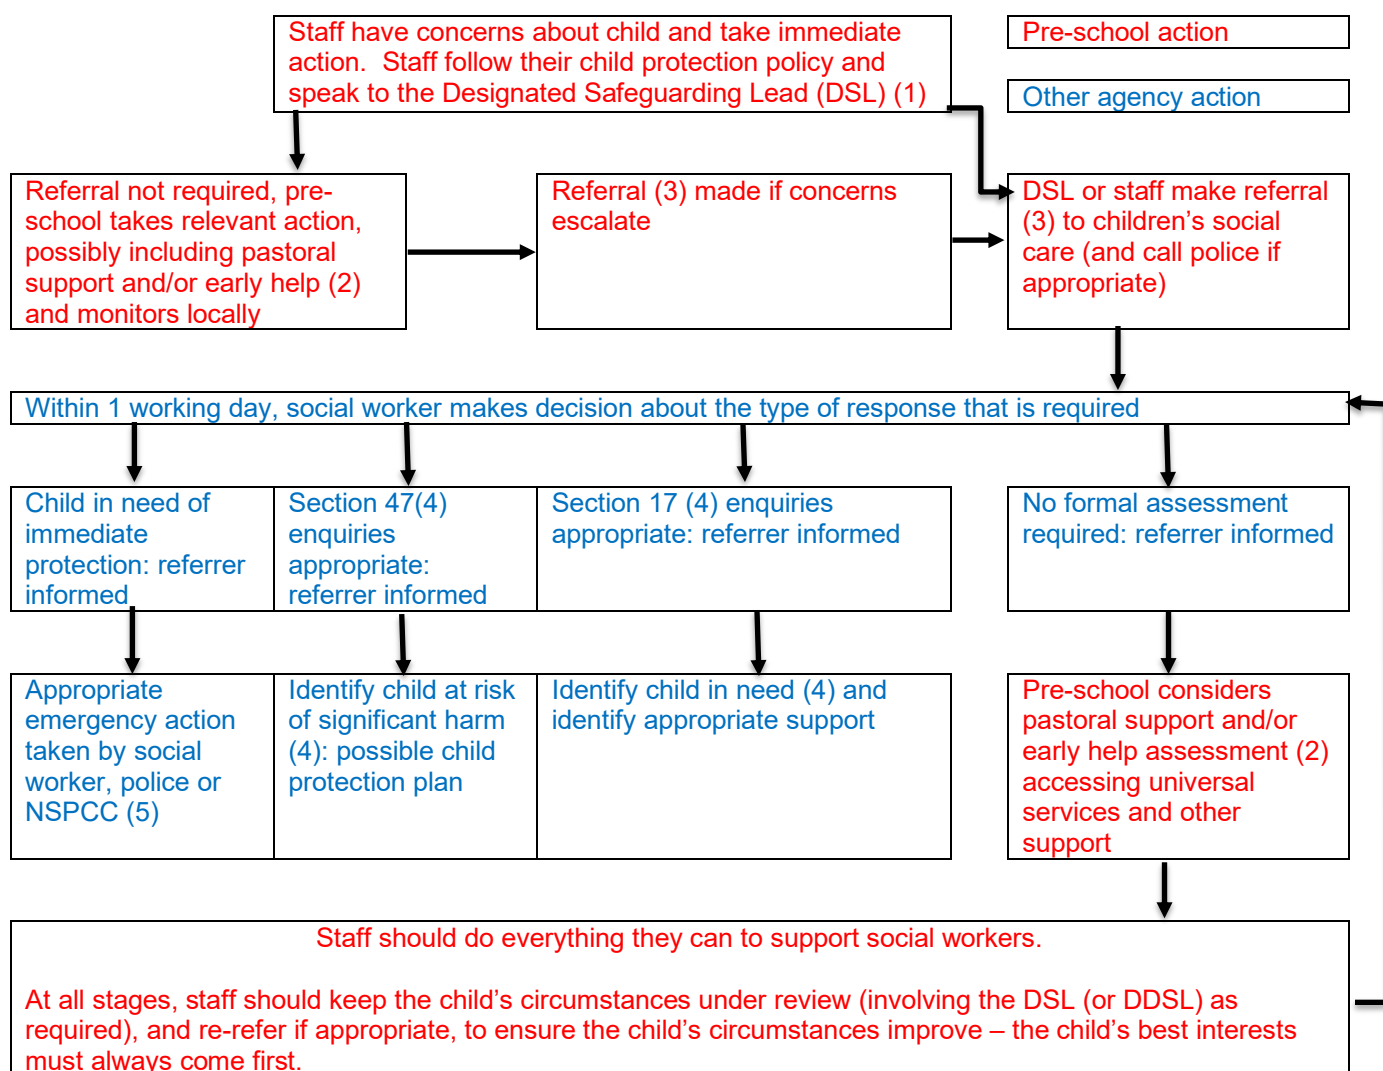 Staff have concerns about child and take immediate
action.  Staff follow their child protection policy and
speak to the Designated Safeguarding Lead (DSL) (1)
Pre-school action
Other agency action
Referral not required, pre-
school takes relevant action,
possibly including pastoral
support and/or early help (2)
and monitors locally
Referral (3) made if concerns
escalate
DSL or staff make referral
(3) to children’s social
care (and call police if
appropriate)
Within 1 working day, social worker makes decision about the type of response that is required
Child in need of
immediate
protection: referrer
informed
Section 47(4)
enquiries
appropriate:
referrer informed
Section 17 (4) enquiries
appropriate: referrer informed
No formal assessment
required: referrer informed
Appropriate
emergency action
taken by social
worker, police or
NSPCC (5)
Identify child at risk
of significant harm
(4): possible child
protection plan
Identify child in need (4) and
identify appropriate support
Pre-school considers
pastoral support and/or
early help assessment (2)
accessing universal
services and other
support
Staff should do everything they can to support social workers.
At all stages, staff should keep the child’s circumstances under review (involving the DSL (or DDSL) as
required), and re-refer if appropriate, to ensure the child’s circumstances improve – the child’s best interests
must always come first.